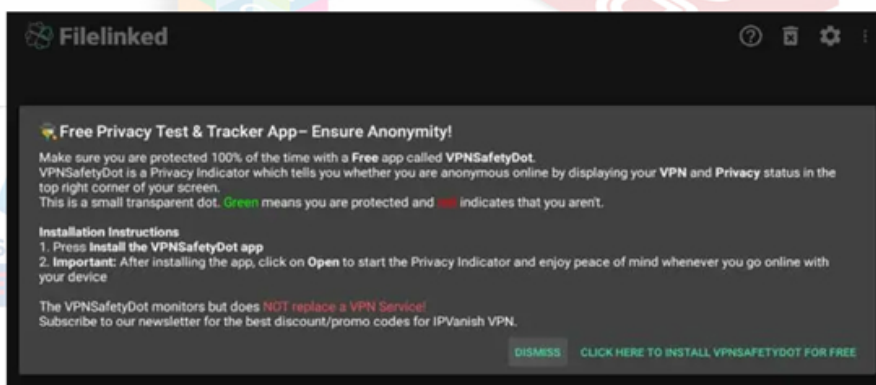 Filelinked
Free Privacy Test & Tracker App– Ensure Anonymity!
Make sure you are protected 100% of the time with a Free app called VPNSafetyDot.
VPNSafetyDot is a Privacy Indicator which tells you whether you are anonymous online by displaying your VPN and Privacy status in the
top right corner of your screen.
This is a small transparent dot. Green means you are protected and indicates that you aren't.
Installation Instructions
1. Press Install the VPNSafetyDot app
2. Important: After installing the app, click on Open to start the Privacy Indicator and enjoy peace of mind whenever you go online with
your device
The VPNSafetyDot monitors but does NOT replace a VPN Service!
Subscribe to our newsletter for the best discount/promo codes for IPVanish VPN.
DISMISS CLICK HERE TO INSTALL VPNSAFETYDOT FOR FREE